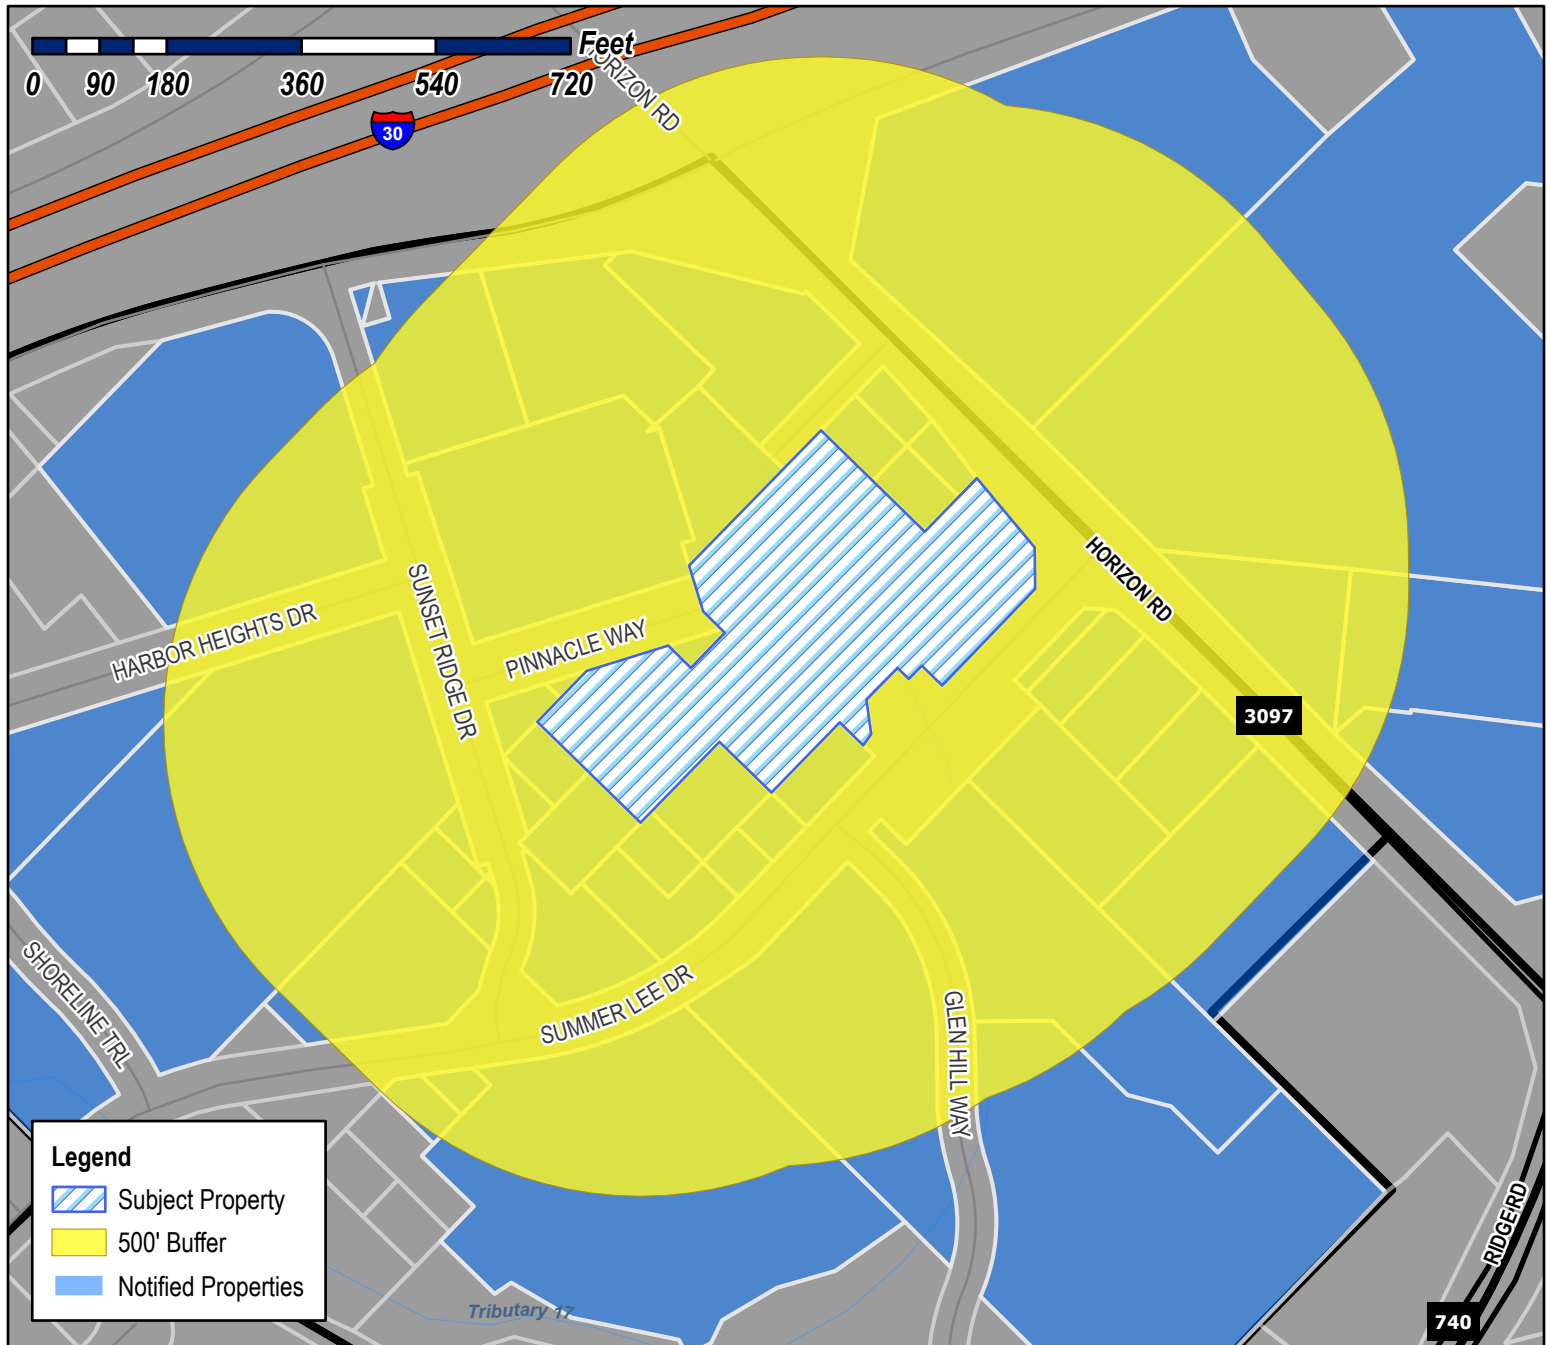 Feet
0 90 180 360 540 720
HORIZON RD
30
HARBOR HEIGHTS DR
SUNSET RIDGE DR
PINNACLE WAY
HORIZON RD
3097
SHORELINE TRL
SUMMER LEE DR
GLEN HILL WAY
Legend
Subject Property
500' Buffer
Notified Properties
Tributary 17
RIDGE RD
740